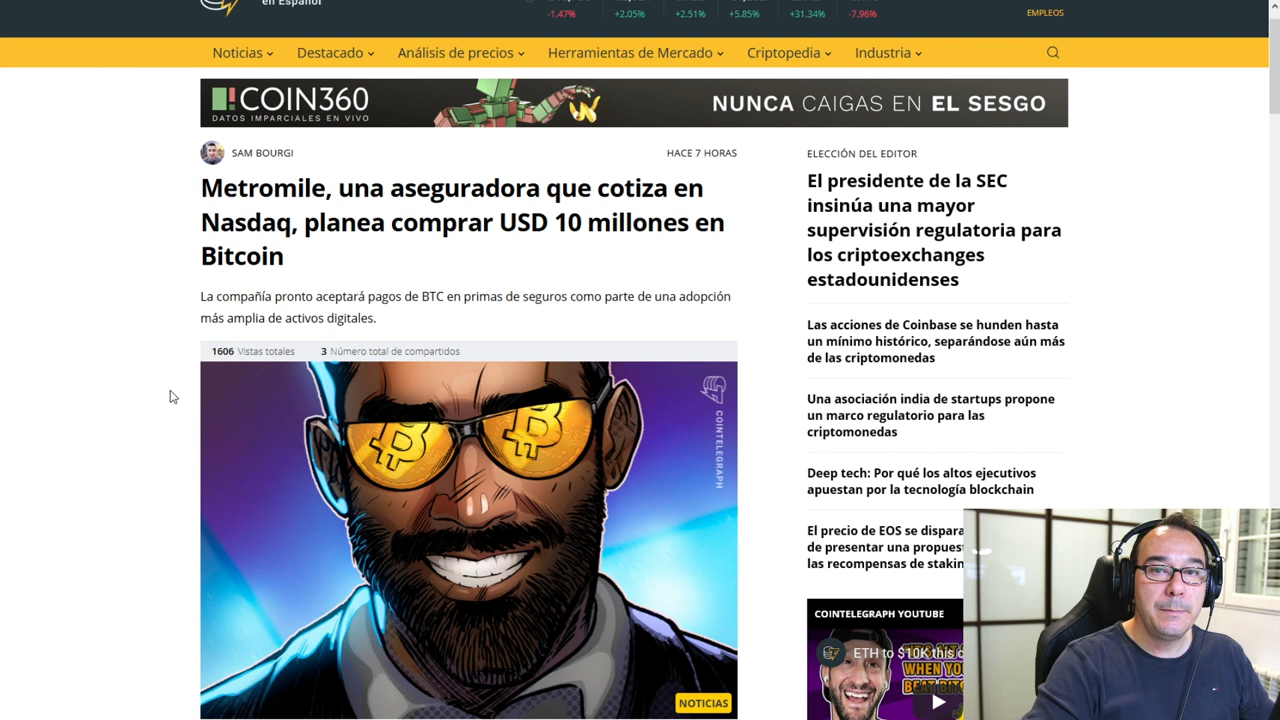 en Español
-1.47%
+2.05%
+2.51%
+5.85%
+31.34%
-7.96%
EMPLEOS
Noticias
Destacado
Análisis de precios
Herramientas de Mercado
Criptopedia
Industria
COIN360
DATOS IMPARCIALES EN VIVO
NUNCA CAIGAS EN EL SESGO
SAM BOURGI
HACE 7 HORAS
Metromile, una aseguradora que cotiza en
Nasdaq, planea comprar USD 10 millones en
Bitcoin
La compañía pronto aceptará pagos de BTC en primas de seguros como parte de una adopción
más amplia de activos digitales.
1606 Vistas totales
3 Número total de compartidos
COINTELEGRAPH
NOTICIAS
ELECCIÓN DEL EDITOR
El presidente de la SEC
insinúa una mayor
supervisión regulatoria para
los criptoexchanges
estadounidenses
Las acciones de Coinbase se hunden hasta
un mínimo histórico, separándose aún más
de las criptomonedas
Una asociación india de startups propone
un marco regulatorio para las
criptomonedas
Deep tech: Por qué los altos ejecutivos
apuestan por la tecnología blockchain
El precio de EOS se dispara
de presentar una
las recompensas de
COINTELEGRAPH YOUTUBE
ETH to $10K this
WHEN YOU